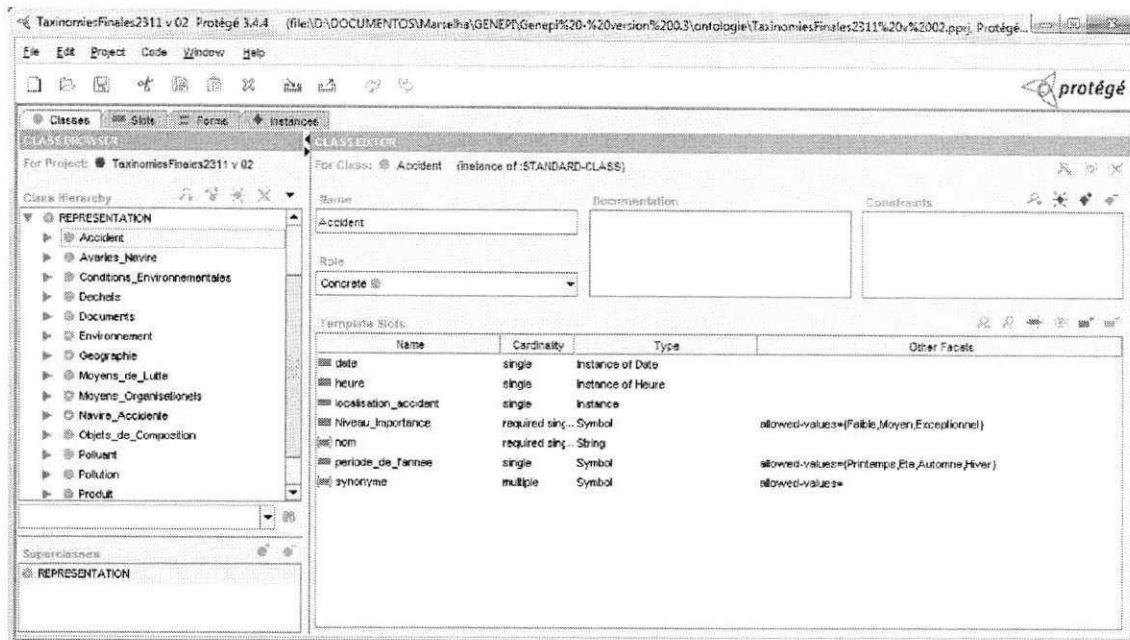 TaxinomiesFinales2311 v 02 Protégé 3.4.4 (file:\D:\DOCUMENTOS\Marselha\GENEPI\Genepi%20-%20version%200.3\ontologie\TaxinomiesFinales2311%20v%2002.pprj, Protégé...
File Edit Project Code Window Help
protégé
Classes Slots Forms Instances
CLASS BROWSER
For Project: TaxinomiesFinales2311 v 02
Class Hierarchy
REPRESENTATION
Accident
Avaries_Navire
Conditions_Environnementales
Dechets
Documents
Environnement
Geographie
Moyens_de_Lutte
Moyens_Organisationels
Navire_Accidente
Objets_de_Composition
Polluant
Pollution
Produit
Superclasses
REPRESENTATION
CLASS EDITOR
For Class: Accident (instance of :STANDARD-CLASS)
Name Documentation Constraints
Accident
Role
Concrete
Template Slots
Name Cardinality Type Other Facets
date single Instance of Date
heure single Instance of Heure
localisation_accident single Instance
Niveau_Importance required sing... Symbol allowed-values={Faible,Moyen,Exceptionnel}
nom required sing... String
periode_de_l'annee single Symbol allowed-values={Printemps,Ete,Automne,Hiver}
synonyme multiple Symbol allowed-values=